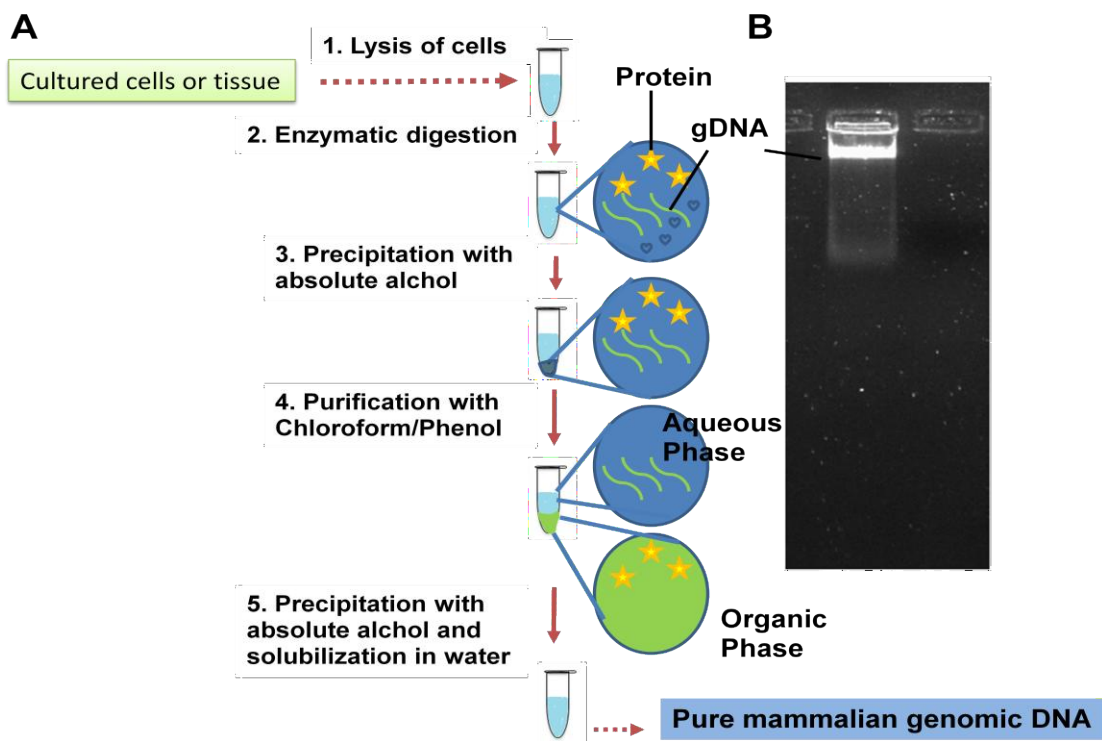 A
B
1. Lysis of cells
Cultured cells or tissue
Protein
2. Enzymatic digestion
gDNA
3. Precipitation with
absolute alchol
4. Purification with
Chloroform/Phenol
Aqueous
Phase
5. Precipitation with
absolute alchol and
solubilization in water
Organic
Phase
Pure mammalian genomic DNA